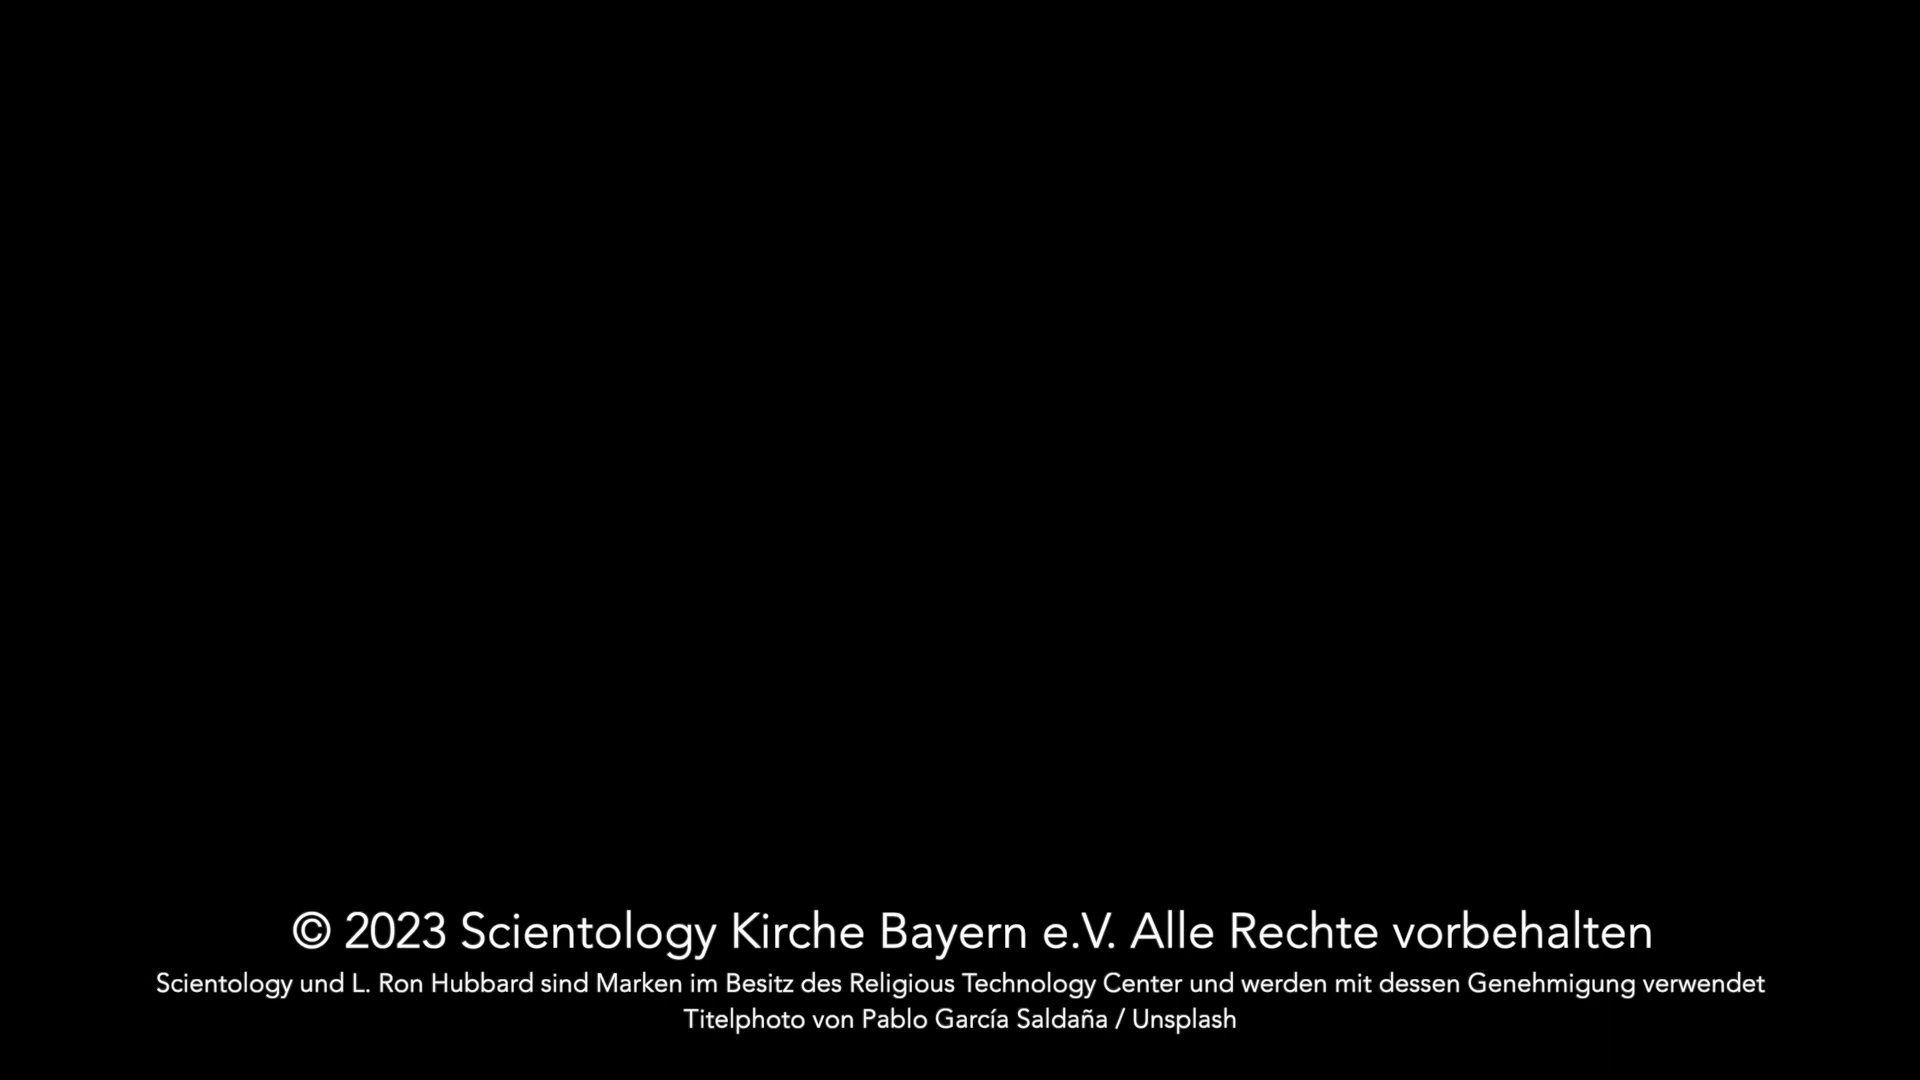 © 2023 Scientology Kirche Bayern e.V. Alle Rechte vorbehalten
Scientology und L. Ron Hubbard sind Marken im Besitz des Religious Technology Center und werden mit dessen Genehmigung verwendet
Titelphoto von Pablo García Saldaña / Unsplash